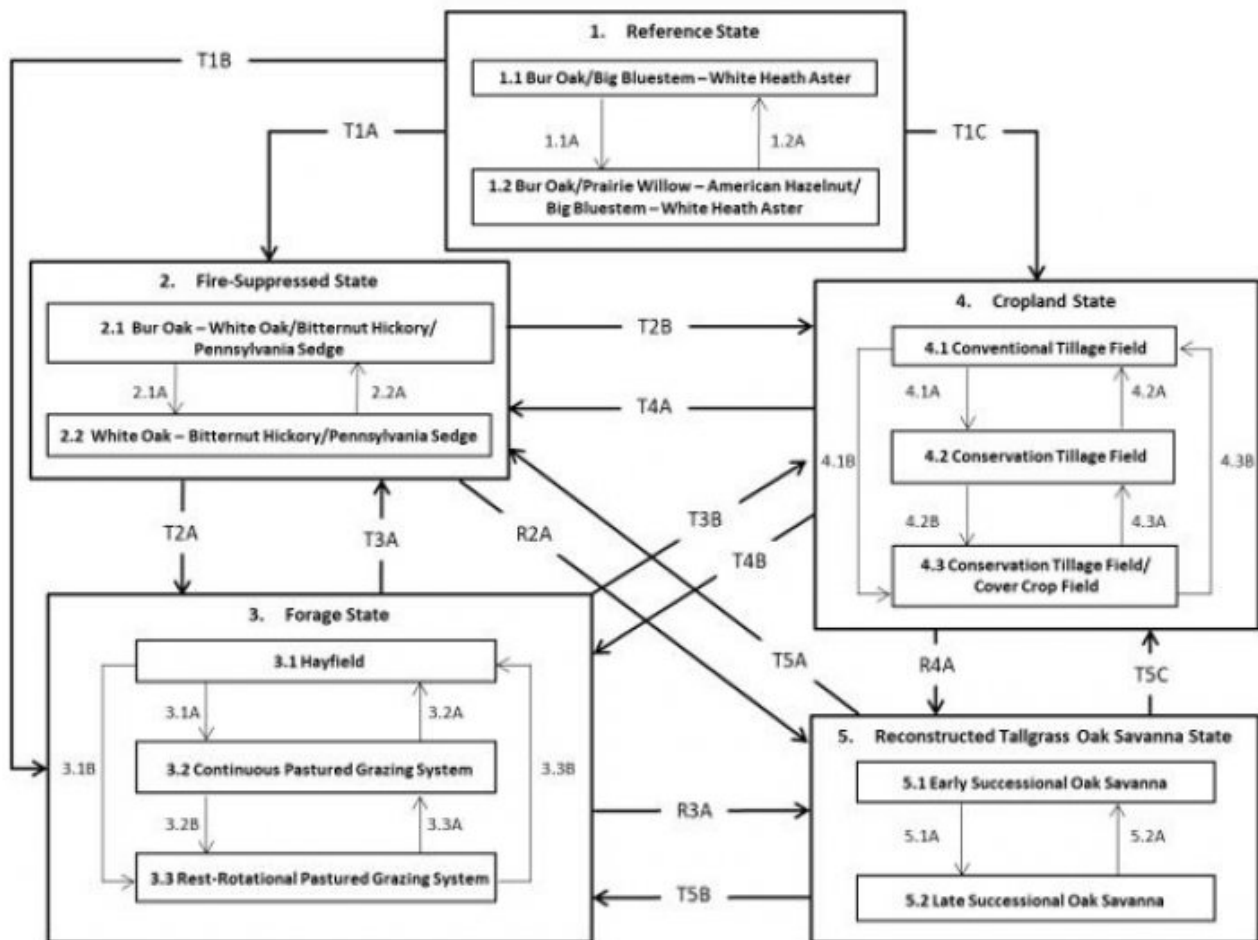 1. Reference State
T1B
1.1 Bur Oak/Big Bluestem – White Heath Aster
T1A
1.1A
1.2A
T1C
1.2 Bur Oak/Prairie Willow – American Hazelnut/
Big Bluestem – White Heath Aster
2. Fire-Suppressed State
2.1 Bur Oak – White Oak/Bitternut Hickory/
Pennsylvania Sedge
2.1A
2.2A
2.2 White Oak – Bitternut Hickory/Pennsylvania Sedge
T2B
T4A
4. Cropland State
4.1 Conventional Tillage Field
4.1A
4.2A
4.2 Conservation Tillage Field
4.1B
4.3B
4.2B
4.3A
4.3 Conservation Tillage Field/
Cover Crop Field
T2A
T3A
R2A
T3B
T4B
T5A
R4A
T5C
3. Forage State
3.1 Hayfield
3.1A
3.2A
3.1B
3.2 Continuous Pastured Grazing System
3.3B
3.2B
3.3A
3.3 Rest-Rotational Pastured Grazing System
R3A
T5B
5. Reconstructed Tallgrass Oak Savanna State
5.1 Early Successional Oak Savanna
5.1A
5.2A
5.2 Late Successional Oak Savanna